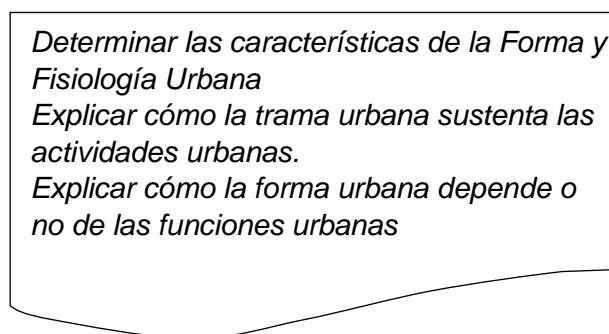 Determinar las características de la Forma y
Fisiología Urbana
Explicar cómo la trama urbana sustenta las
actividades urbanas.
Explicar cómo la forma urbana depende o
no de las funciones urbanas